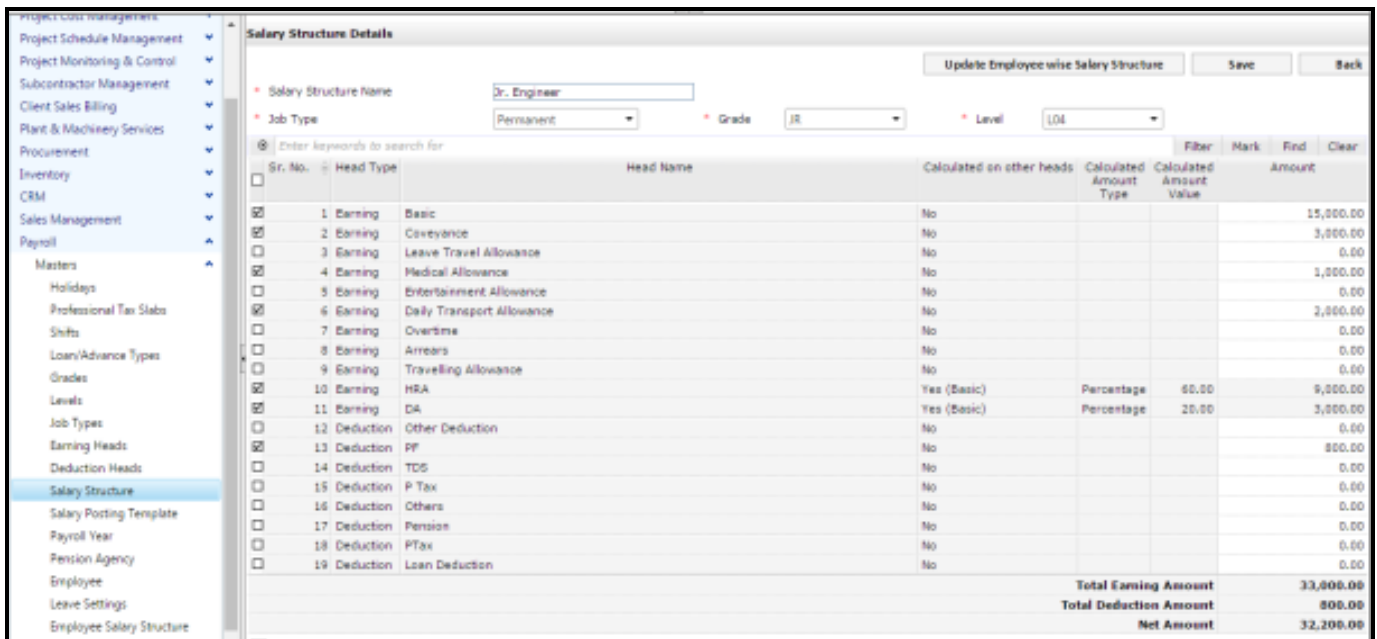 Project Cost Management
Project Schedule Management
Project Monitoring & Control
Subcontractor Management
Client Sales Billing
Plant & Machinery Services
Procurement
Inventory
CRM
Sales Management
Payroll
Masters
Holidays
Professional Tax Slabs
Shifts
Loan/Advance Types
Grades
Levels
Job Types
Earning Heads
Deduction Heads
Salary Structure
Salary Posting Template
Payroll Year
Pension Agency
Employee
Leave Settings
Employee Salary Structure
Salary Structure Details
Update Employee wise Salary Structure Save Back
* Salary Structure Name Jr. Engineer
* Job Type Permanent * Grade JR * Level L04
Enter keywords to search for Filter Mark Find Clear
Sr. No. Head Type Head Name Calculated on other heads Calculated Amount Type Calculated Amount Value Amount
1 Earning Basic No 15,000.00
2 Earning Coveyance No 3,000.00
3 Earning Leave Travel Allowance No 0.00
4 Earning Medical Allowance No 1,000.00
5 Earning Entertainment Allowance No 0.00
6 Earning Daily Transport Allowance No 2,000.00
7 Earning Overtime No 0.00
8 Earning Arrears No 0.00
9 Earning Travelling Allowance No 0.00
10 Earning HRA Yes (Basic) Percentage 60.00 9,000.00
11 Earning DA Yes (Basic) Percentage 20.00 3,000.00
12 Deduction Other Deduction No 0.00
13 Deduction PF No 800.00
14 Deduction TDS No 0.00
15 Deduction P Tax No 0.00
16 Deduction Others No 0.00
17 Deduction Pension No 0.00
18 Deduction PTax No 0.00
19 Deduction Loan Deduction No 0.00
Total Earning Amount 33,000.00
Total Deduction Amount 800.00
Net Amount 32,200.00